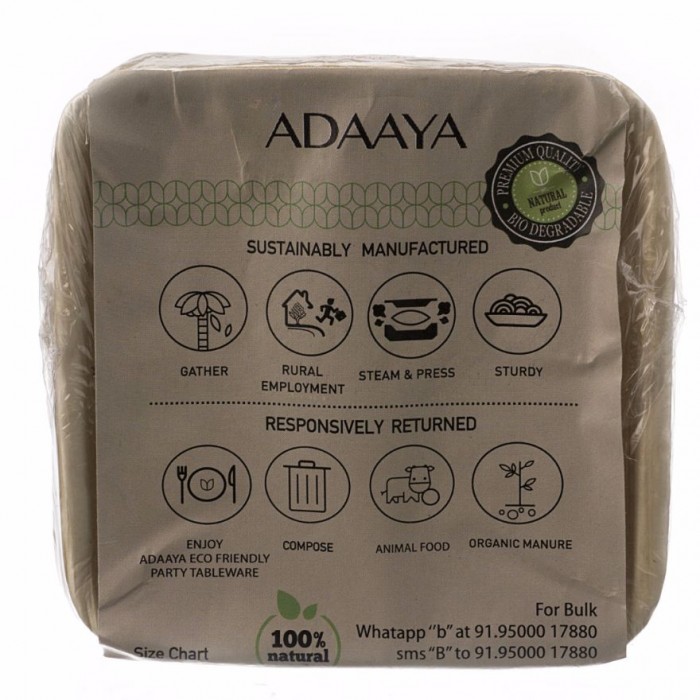 ADAAYA
PREMIUM QUALITY
NATURAL
product
BIO DEGRADABLE
SUSTAINABLY MANUFACTURED
GATHER
RURAL
EMPLOYMENT
STEAM & PRESS
STURDY
RESPONSIVELY RETURNED
ENJOY
ADAAYA ECO FRIENDLY
PARTY TABLEWARE
COMPOSE
ANIMAL FOOD
ORGANIC MANURE
100%
natural
For Bulk
Whatapp "b" at 91.95000 17880
sms "B" to 91.95000 17880
Size Chart